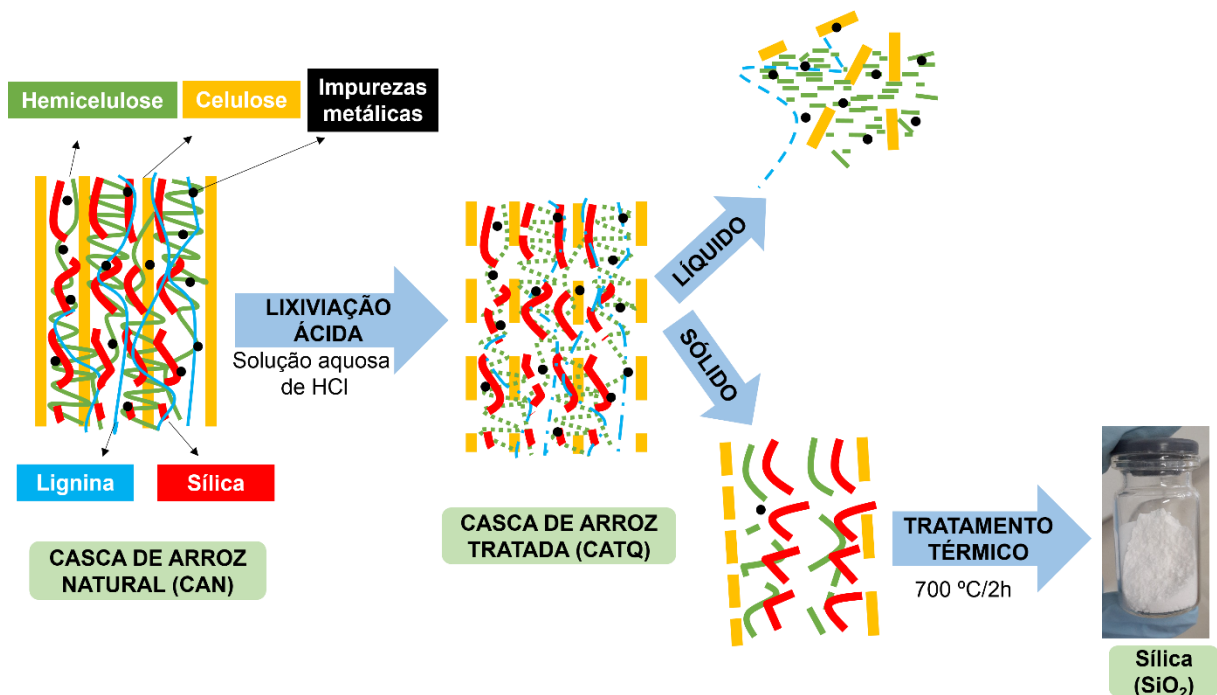 Hemicelulose
Celulose
Impurezas
metálicas
LIXIVIAÇÃO
ÁCIDA
Solução aquosa
de HCl
Lignina
Sílica
CASCA DE ARROZ
NATURAL (CAN)
CASCA DE ARROZ
TRATADA (CATQ)
LÍQUIDO
SÓLIDO
TRATAMENTO
TÉRMICO
700 ºC/2h
Sílica
(SiO₂)